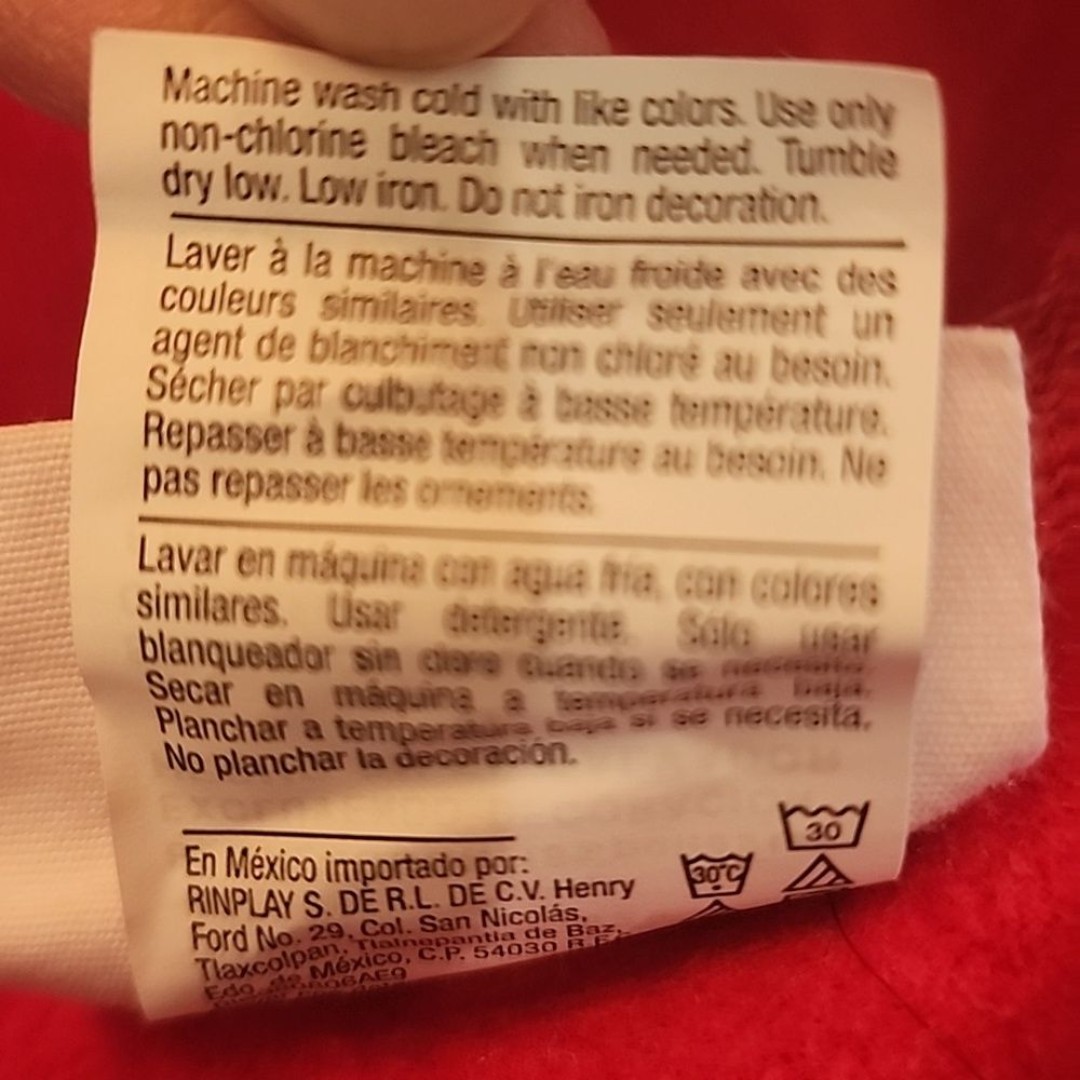 Machine wash cold with like colors. Use only
non-chlorine bleach when needed. Tumble
dry low. Low iron. Do not iron decoration.
Laver à la machine à l'eau froide avec des
couleurs similaires. Utiliser seulement un
agent de blanchiment non chloré au besoin.
Sécher par culbutage à basse température.
Repasser à basse température au besoin. Ne
pas repasser les ornements.
Lavar en máquina con agua fría, con colores
similares. Usar detergente. Sólo usar
blanqueador sin cloro cuando se necesite.
Secar en máquina a temperatura baja.
Planchar a temperatura baja si se necesita.
No planchar la decoración.
30
30°C
En México importado por:
RINPLAY S. DE R.L. DE C.V. Henry
Ford No. 29, Col. San Nicolás,
Tlaxcolpan, Tlalnepantla de Baz,
Edo. de México, C.P. 54030